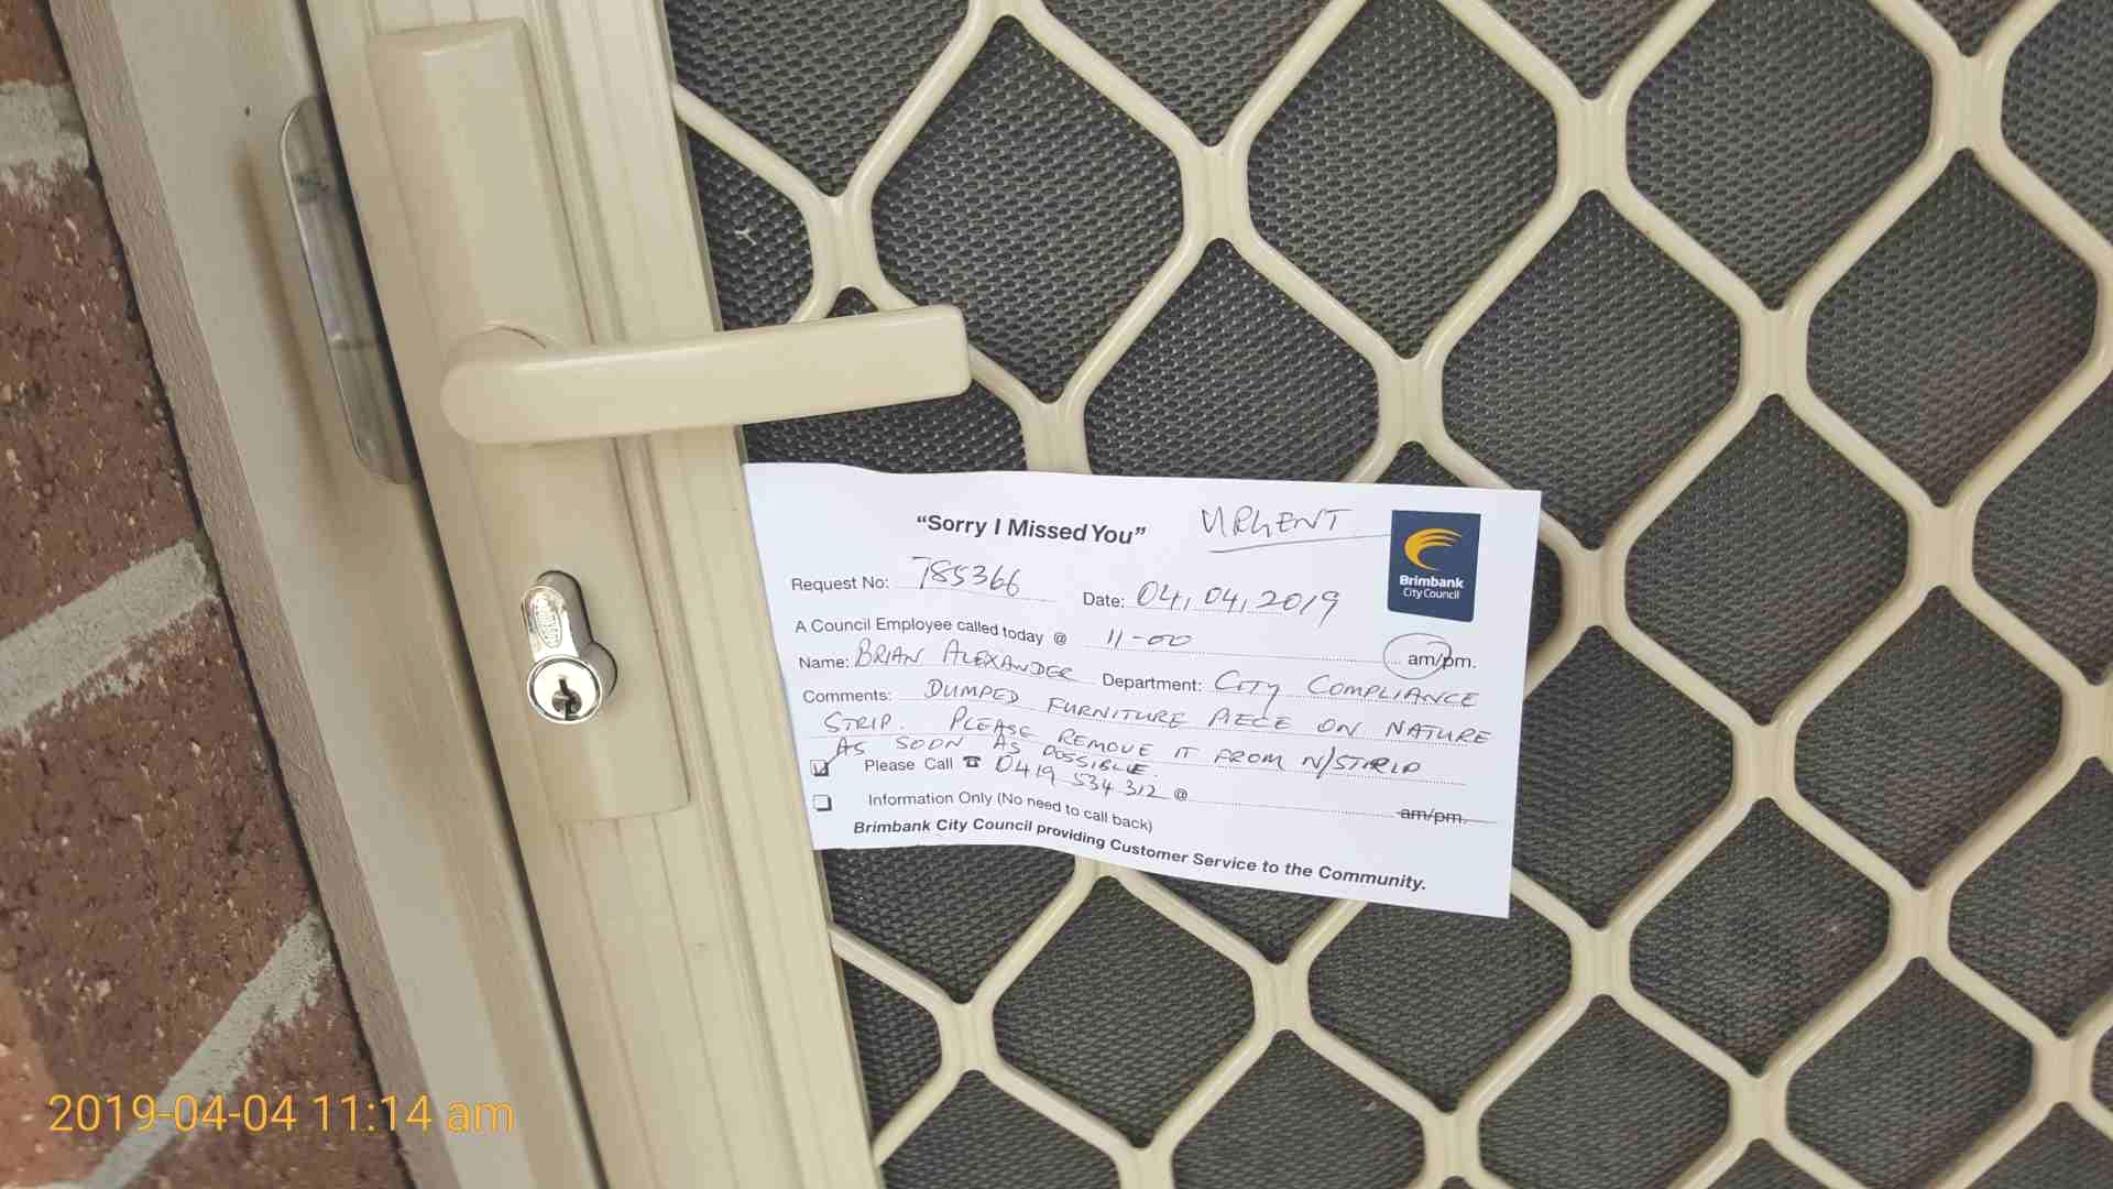 "Sorry I Missed You" URGENT
Brimbank
City Council
Request No: 785366 Date: 04, 04, 2019
A Council Employee called today @ 11-00 am/pm.
Name: BRIAN ALEXANDER Department: CITY COMPLIANCE
Comments: DUMPED FURNITURE PIECE ON NATURE
STRIP. PLEASE REMOVE IT FROM N/STRIP
AS SOON AS POSSIBLE.
Please Call ☎ 0419 534 312 @ am/pm.
Information Only (No need to call back)
Brimbank City Council providing Customer Service to the Community.
2019-04-04 11:14 am